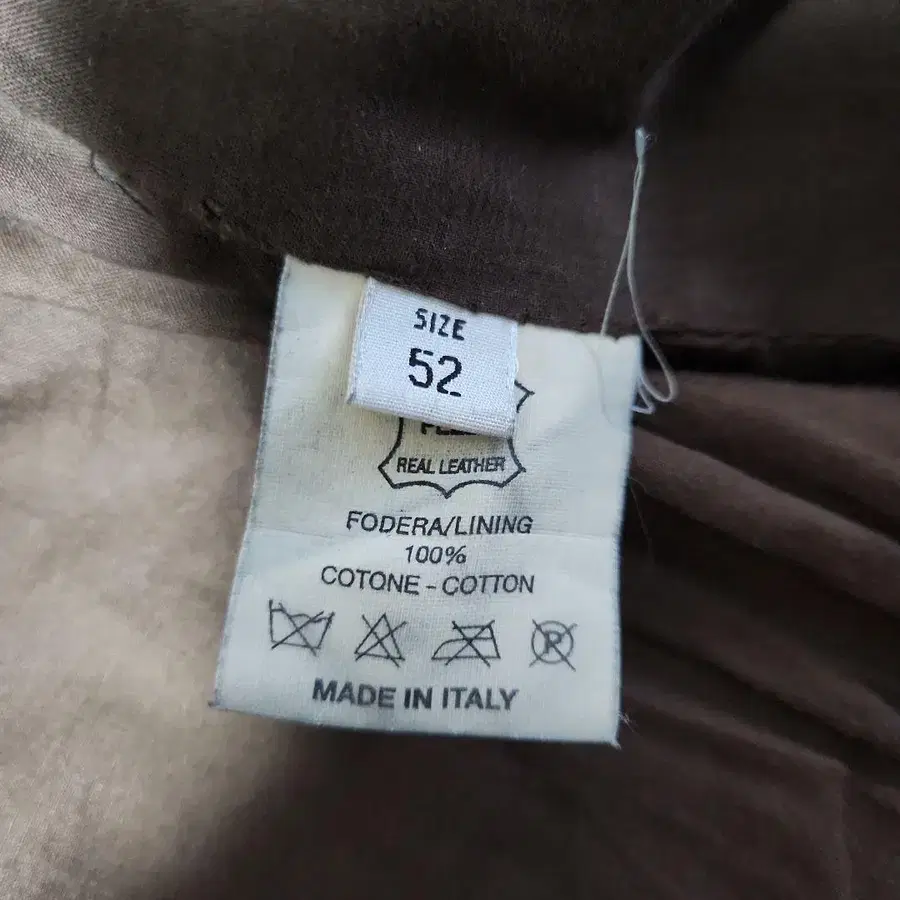 SIZE
52
REAL LEATHER
FODERA/LINING
100%
COTONE - COTTON
MADE IN ITALY